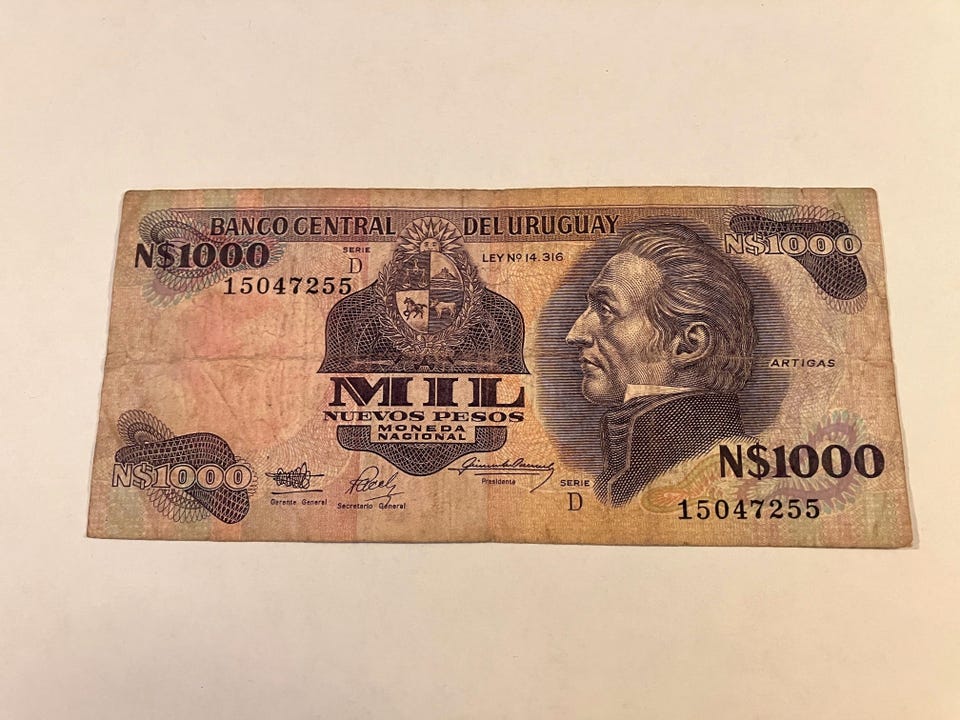 BANCO CENTRAL DEL URUGUAY
N$1000
SERIE
D
15047255
LEY Nº 14.316
N$1000
ARTIGAS
MIL
NUEVOS PESOS
MONEDA
NACIONAL
N$1000
Gerente General
Secretario General
Presidente
SERIE
D
N$1000
15047255